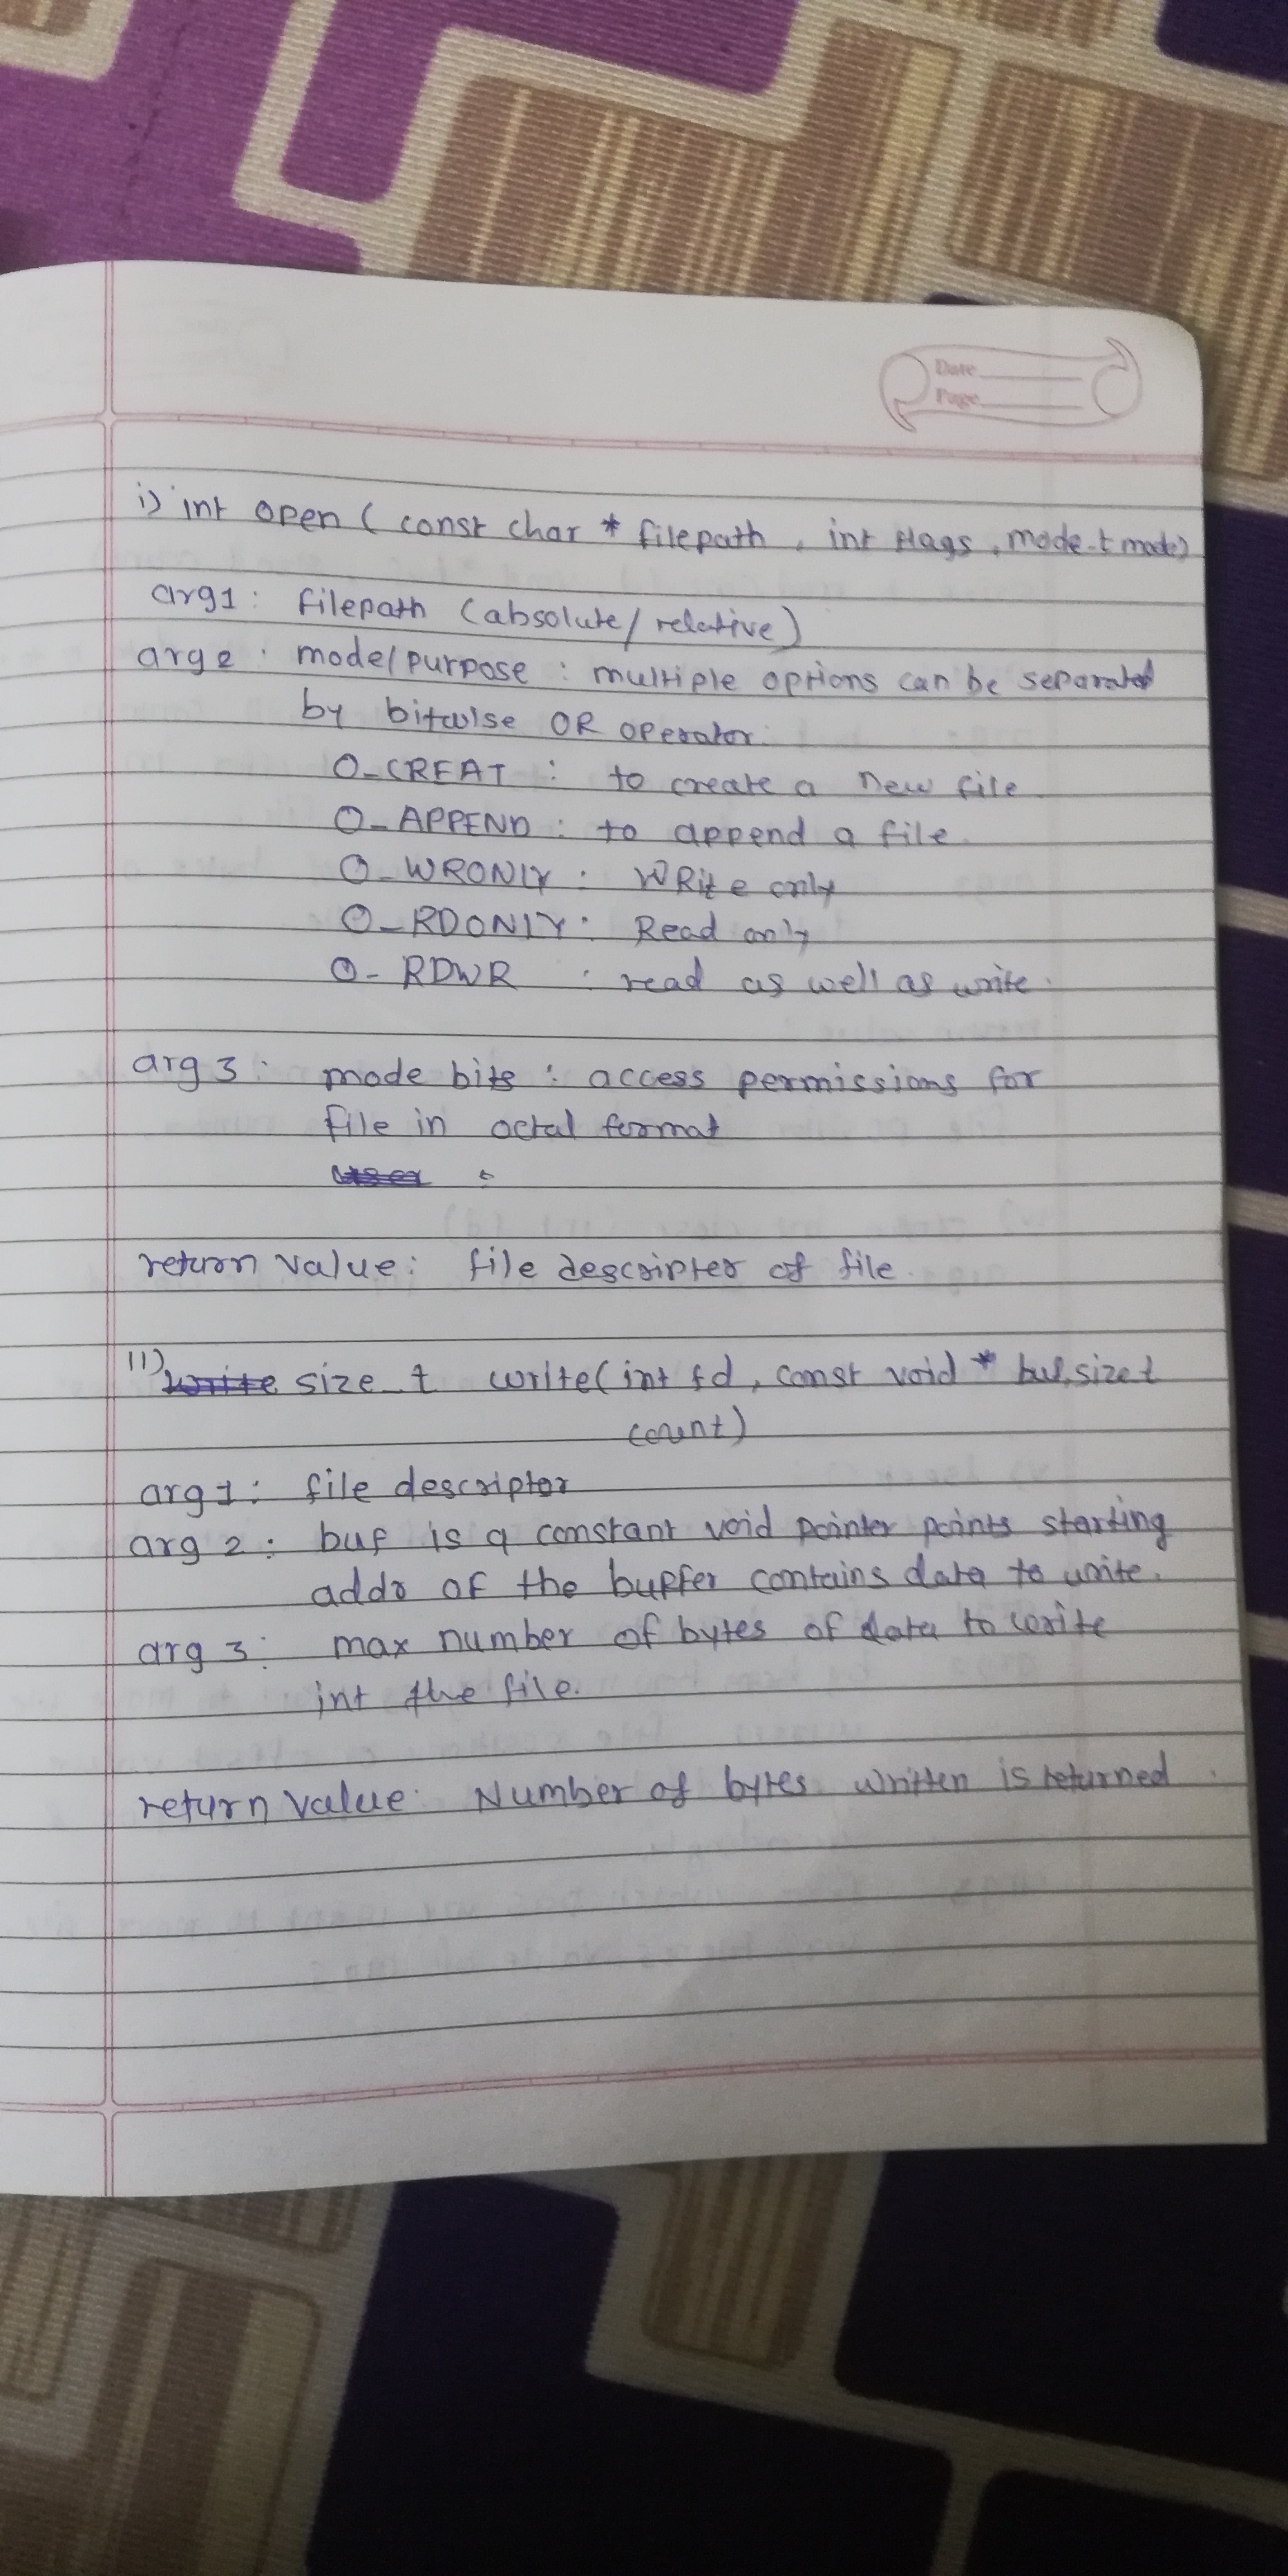 Date
Page
i) int open ( const char * filepath , int flags , mode_t mode)
arg1: filepath (absolute/relative)
arg2 : mode/purpose : multiple options can be separated
by bitwise OR operator.
O_CREAT : to create a new file
O_APPEND : to append a file.
O_WRONLY : WRite only
O_RDONLY : Read only
O_RDWR : read as well as write.
arg 3 : mode bits : access permissions for
file in octal format
:
return value : file descripter of file.
11) write size_t write( int fd , const void * buf, size t
count)
arg 1 : file descriptor
arg 2 : buf is a constant void pointer points starting
addr of the buffer contains data to write.
arg 3 : max number of bytes of data to write
int the file.
return value : Number of bytes written is returned .